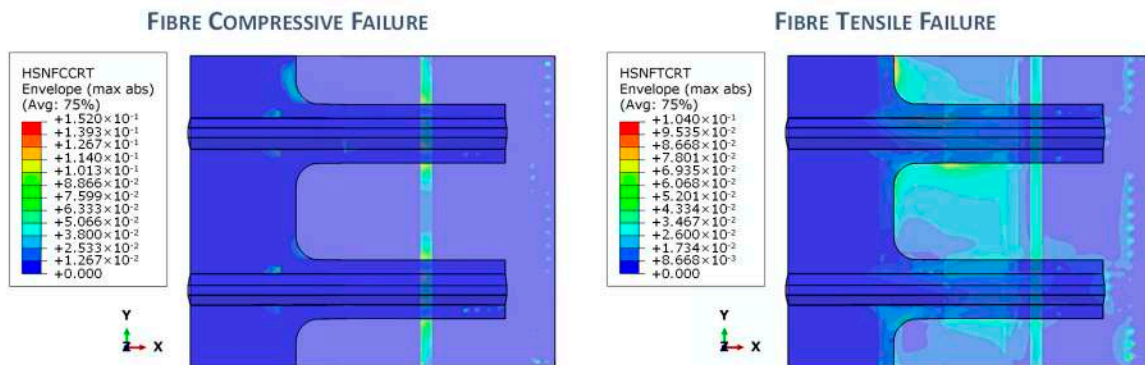 FIBRE COMPRESSIVE FAILURE
HSNFCCRT
Envelope (max abs)
(Avg: 75%)
+1.520×10⁻¹
+1.393×10⁻¹
+1.267×10⁻¹
+1.140×10⁻¹
+1.013×10⁻¹
+8.866×10⁻²
+7.599×10⁻²
+6.333×10⁻²
+5.066×10⁻²
+3.800×10⁻²
+2.533×10⁻²
+1.267×10⁻²
+0.000
Y
Z X
FIBRE TENSILE FAILURE
HSNFTCRT
Envelope (max abs)
(Avg: 75%)
+1.040×10⁻¹
+9.535×10⁻²
+8.668×10⁻²
+7.801×10⁻²
+6.935×10⁻²
+6.068×10⁻²
+5.201×10⁻²
+4.334×10⁻²
+3.467×10⁻²
+2.600×10⁻²
+1.734×10⁻²
+8.668×10⁻³
+0.000
Y
Z X